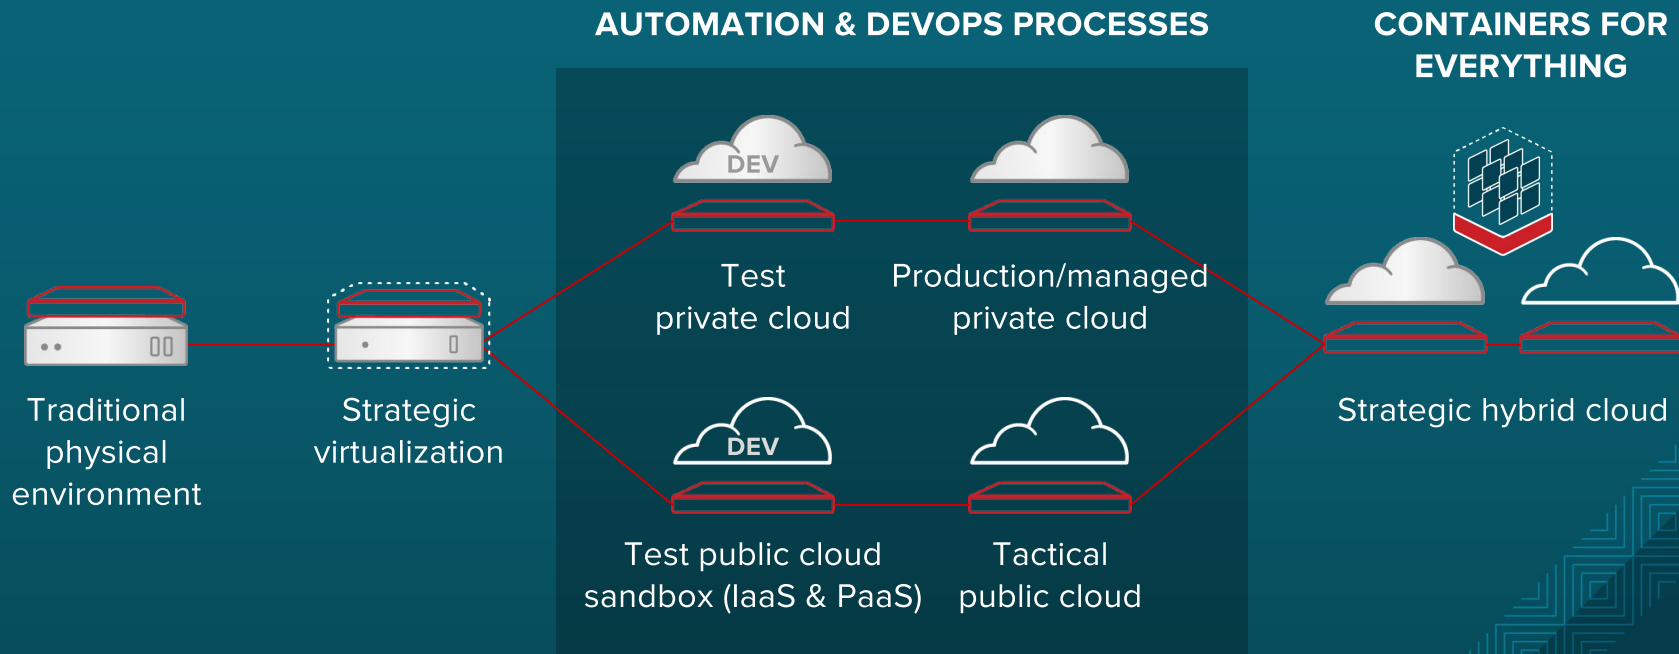 AUTOMATION & DEVOPS PROCESSES
CONTAINERS FOR
EVERYTHING
DEV
Test
private cloud
Production/managed
private cloud
Traditional
physical
environment
Strategic
virtualization
DEV
Test public cloud
sandbox (IaaS & PaaS)
Tactical
public cloud
Strategic hybrid cloud